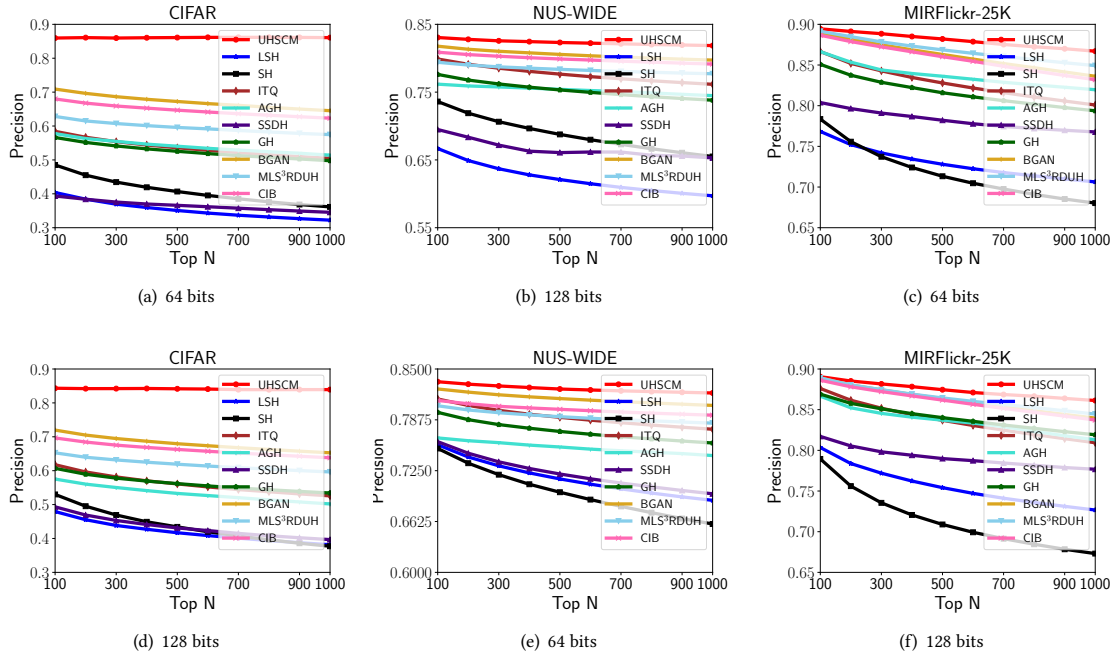 CIFAR
0.9
0.8
0.7
0.6
0.5
0.4
0.3
Precision
100 300 500 700 900 1000
Top N
UHSCM
LSH
SH
ITQ
AGH
SSDH
GH
BGAN
MLS³RDUH
CIB
(a) 64 bits
NUS-WIDE
0.85
0.75
0.65
0.55
Precision
100 300 500 700 900 1000
Top N
UHSCM
LSH
SH
ITQ
AGH
SSDH
GH
BGAN
MLS³RDUH
CIB
(b) 128 bits
MIRFlickr-25K
0.90
0.85
0.80
0.75
0.70
0.65
Precision
100 300 500 700 900 1000
Top N
UHSCM
LSH
SH
ITQ
AGH
SSDH
GH
BGAN
MLS³RDUH
CIB
(c) 64 bits
CIFAR
0.9
0.8
0.7
0.6
0.5
0.4
0.3
Precision
100 300 500 700 900 1000
Top N
UHSCM
LSH
SH
ITQ
AGH
SSDH
GH
BGAN
MLS³RDUH
CIB
(d) 128 bits
NUS-WIDE
0.8500
0.7875
0.7250
0.6625
0.6000
Precision
100 300 500 700 900 1000
Top N
UHSCM
LSH
SH
ITQ
AGH
SSDH
GH
BGAN
MLS³RDUH
CIB
(e) 64 bits
MIRFlickr-25K
0.90
0.85
0.80
0.75
0.70
0.65
Precision
100 300 500 700 900 1000
Top N
UHSCM
LSH
SH
ITQ
AGH
SSDH
GH
BGAN
MLS³RDUH
CIB
(f) 128 bits